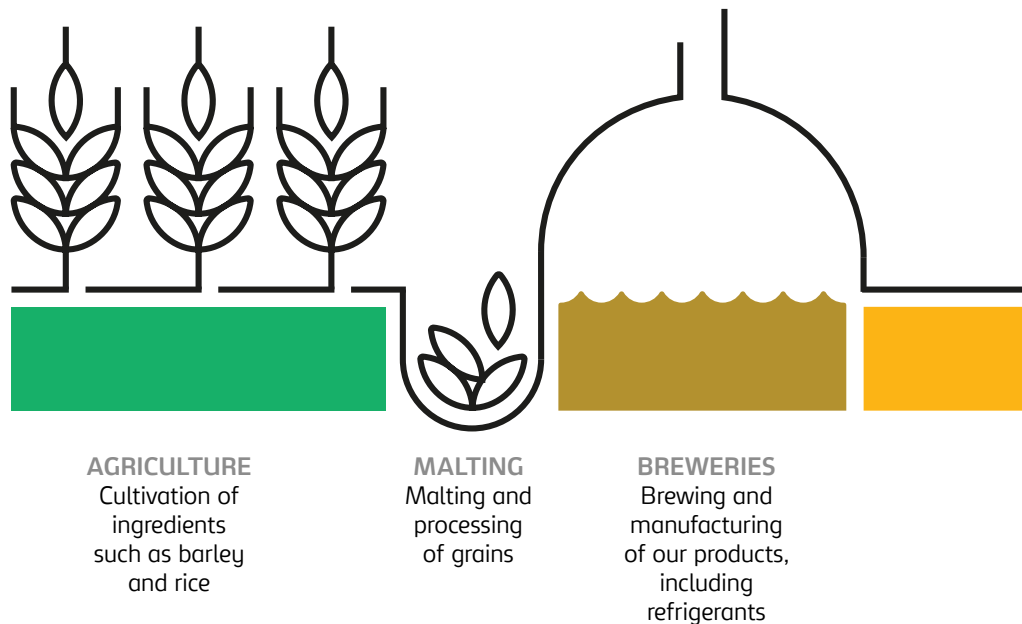 AGRICULTURE
Cultivation of
ingredients
such as barley
and rice
MALTING
Malting and
processing
of grains
BREWERIES
Brewing and
manufacturing
of our products,
including
refrigerants